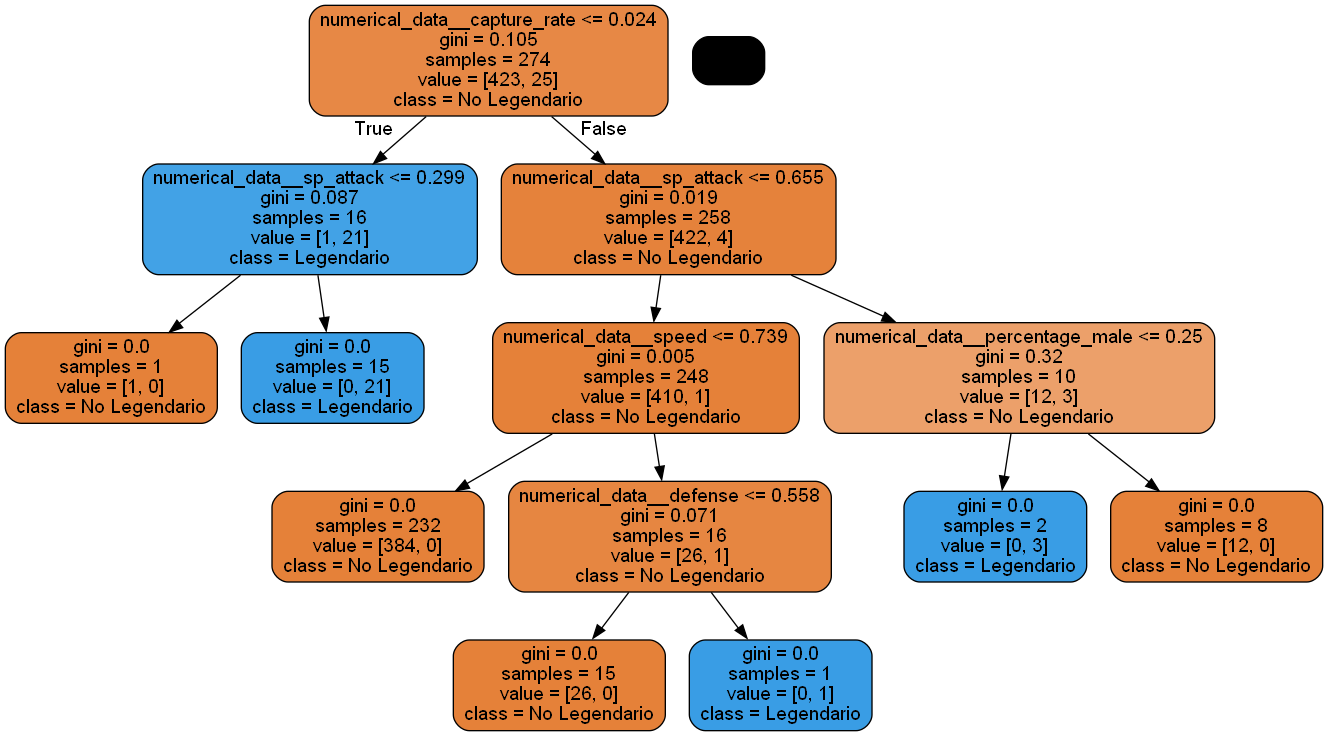 numerical_data__capture_rate <= 0.024
gini = 0.105
samples = 274
value = [423, 25]
class = No Legendario
True
False
numerical_data__sp_attack <= 0.299
gini = 0.087
samples = 16
value = [1, 21]
class = Legendario
numerical_data__sp_attack <= 0.655
gini = 0.019
samples = 258
value = [422, 4]
class = No Legendario
gini = 0.0
samples = 1
value = [1, 0]
class = No Legendario
gini = 0.0
samples = 15
value = [0, 21]
class = Legendario
numerical_data__speed <= 0.739
gini = 0.005
samples = 248
value = [410, 1]
class = No Legendario
numerical_data__percentage_male <= 0.25
gini = 0.32
samples = 10
value = [12, 3]
class = No Legendario
gini = 0.0
samples = 232
value = [384, 0]
class = No Legendario
numerical_data__defense <= 0.558
gini = 0.071
samples = 16
value = [26, 1]
class = No Legendario
gini = 0.0
samples = 2
value = [0, 3]
class = Legendario
gini = 0.0
samples = 8
value = [12, 0]
class = No Legendario
gini = 0.0
samples = 15
value = [26, 0]
class = No Legendario
gini = 0.0
samples = 1
value = [0, 1]
class = Legendario